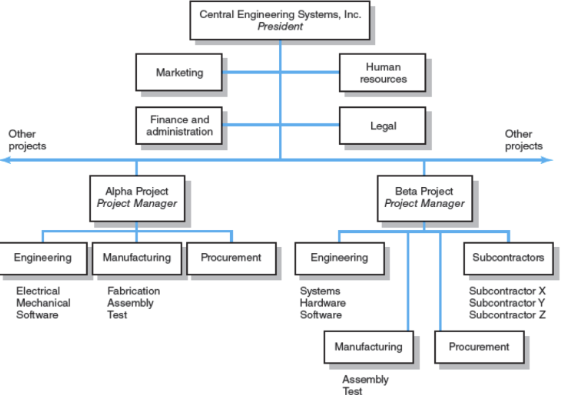 Central Engineering Systems, Inc.
President
Marketing
Human
resources
Finance and
administration
Legal
Other
projects
Other
projects
Alpha Project
Project Manager
Beta Project
Project Manager
Engineering
Manufacturing
Procurement
Engineering
Subcontractors
Electrical
Mechanical
Software
Fabrication
Assembly
Test
Systems
Hardware
Software
Subcontractor X
Subcontractor Y
Subcontractor Z
Manufacturing
Procurement
Assembly
Test